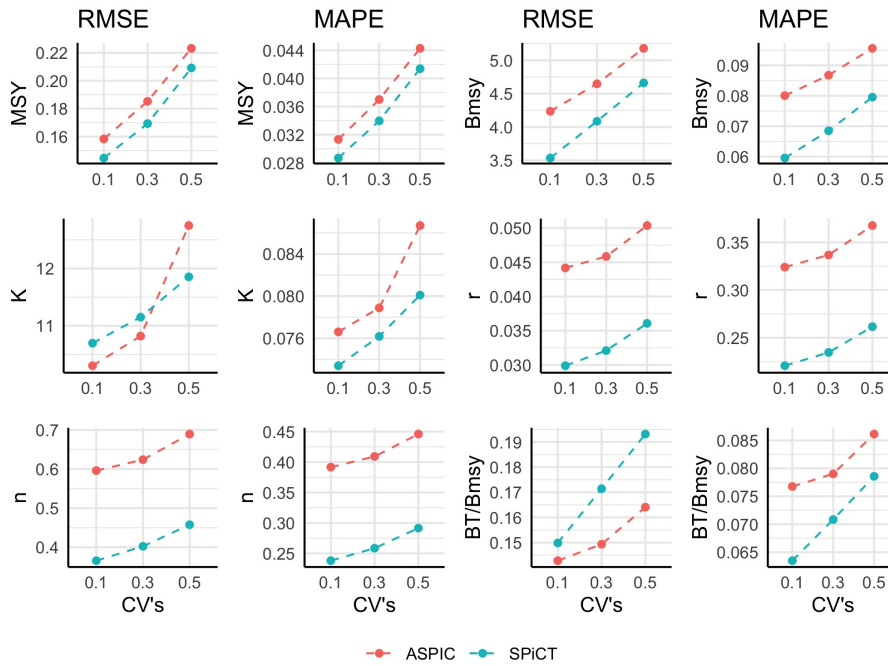 RMSE MAPE RMSE MAPE
MSY 0.22 0.20 0.18 0.16 0.1 0.3 0.5
MSY 0.044 0.040 0.036 0.032 0.028 0.1 0.3 0.5
Bmsy 5.0 4.5 4.0 3.5 0.1 0.3 0.5
Bmsy 0.09 0.08 0.07 0.06 0.1 0.3 0.5
K 12 11 0.1 0.3 0.5
K 0.084 0.080 0.076 0.1 0.3 0.5
r 0.050 0.045 0.040 0.035 0.030 0.1 0.3 0.5
r 0.35 0.30 0.25 0.1 0.3 0.5
n 0.7 0.6 0.5 0.4 0.1 0.3 0.5 CV's
n 0.45 0.40 0.35 0.30 0.25 0.1 0.3 0.5 CV's
BT/Bmsy 0.19 0.18 0.17 0.16 0.15 0.1 0.3 0.5 CV's
BT/Bmsy 0.085 0.080 0.075 0.070 0.065 0.1 0.3 0.5 CV's
ASPIC SPiCT